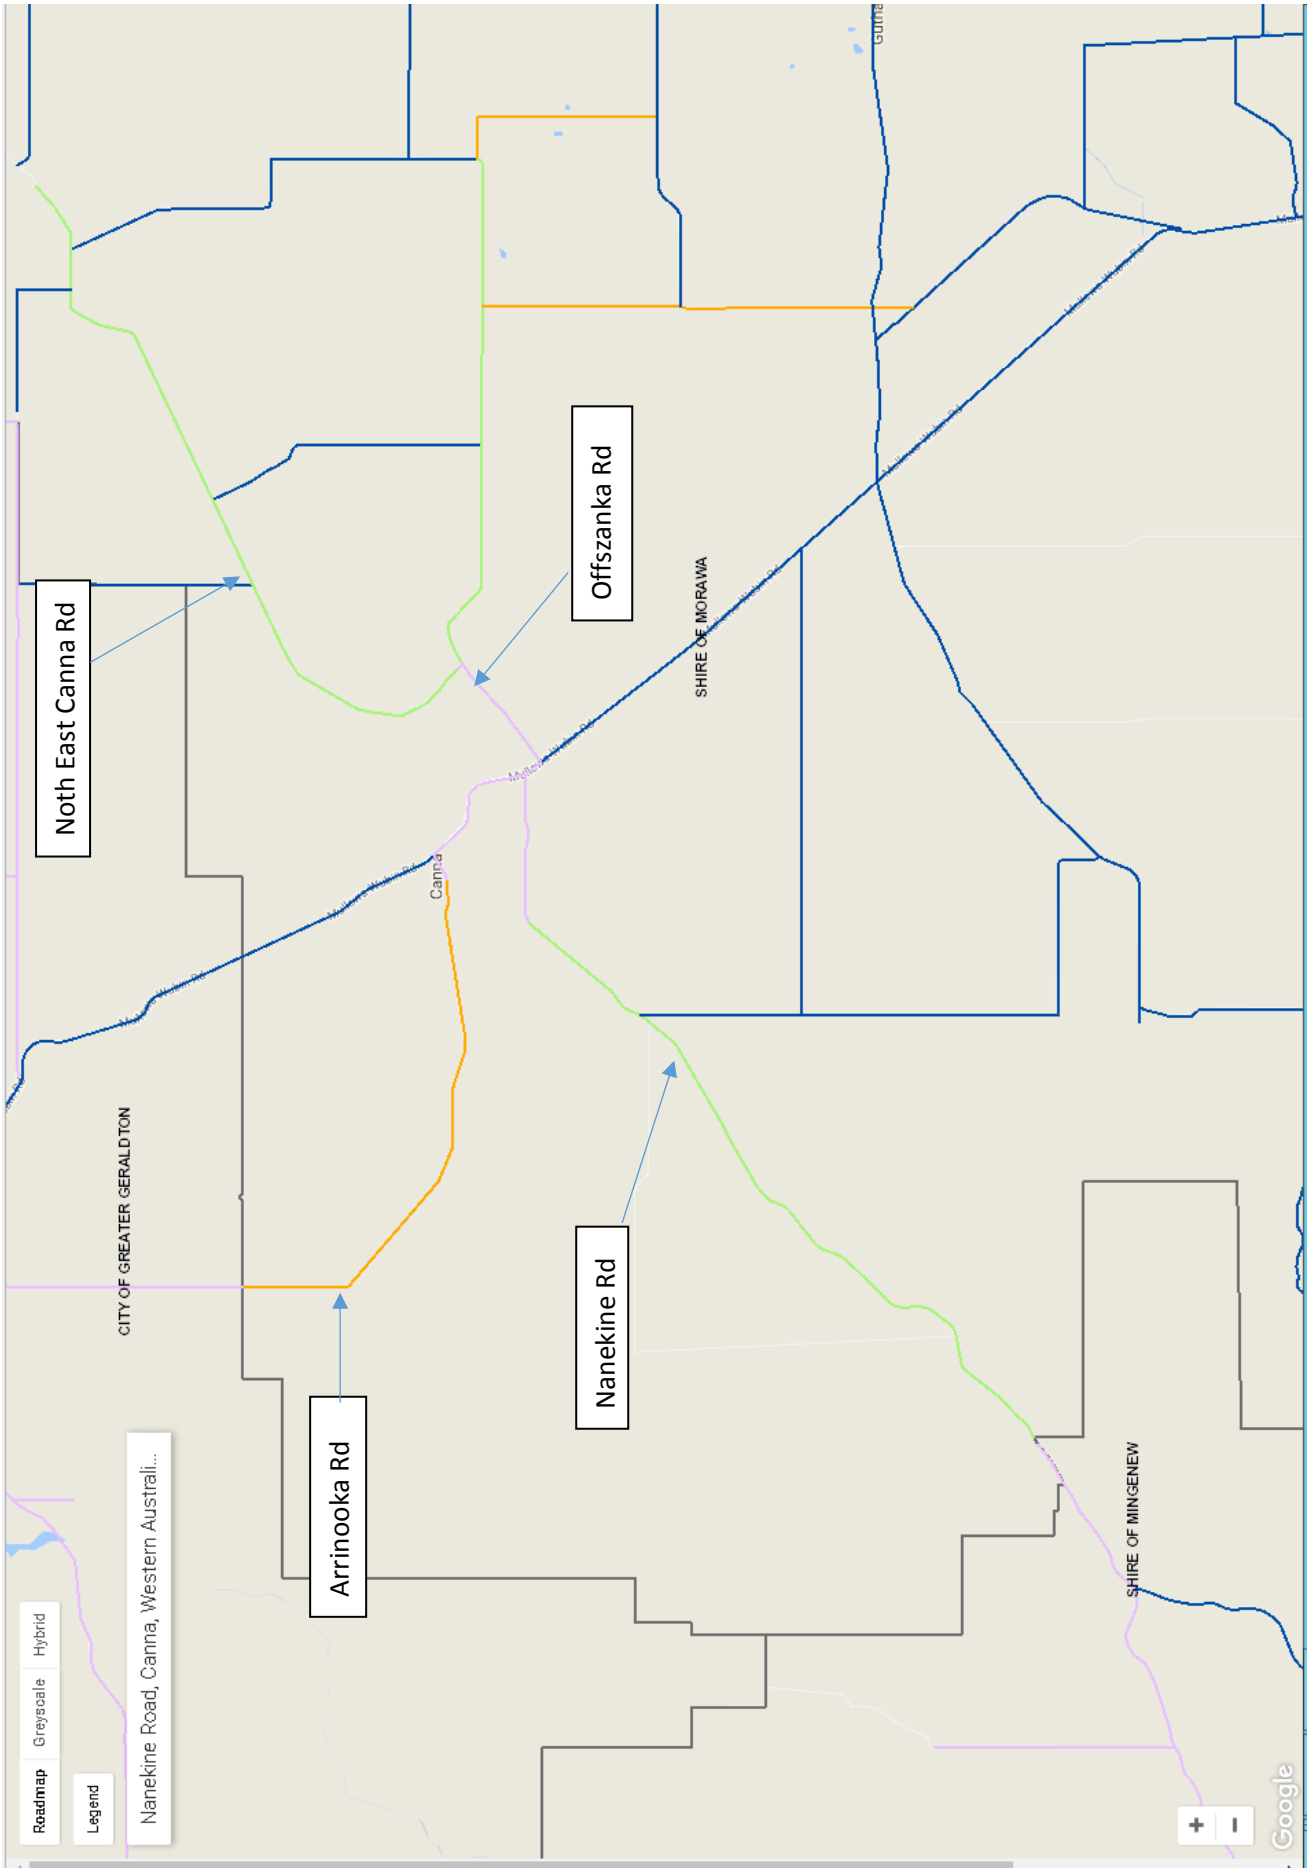 Roadmap Greyscale Hybrid
Legend
Nanekine Road, Canna, Western Australi...
CITY OF GREATER GERALDTON
Noth East Canna Rd
Arrinooka Rd
Canna
Offszanka Rd
Nanekine Rd
SHIRE OF MORAWA
SHIRE OF MINGENEW
Gutha
+
−
Google